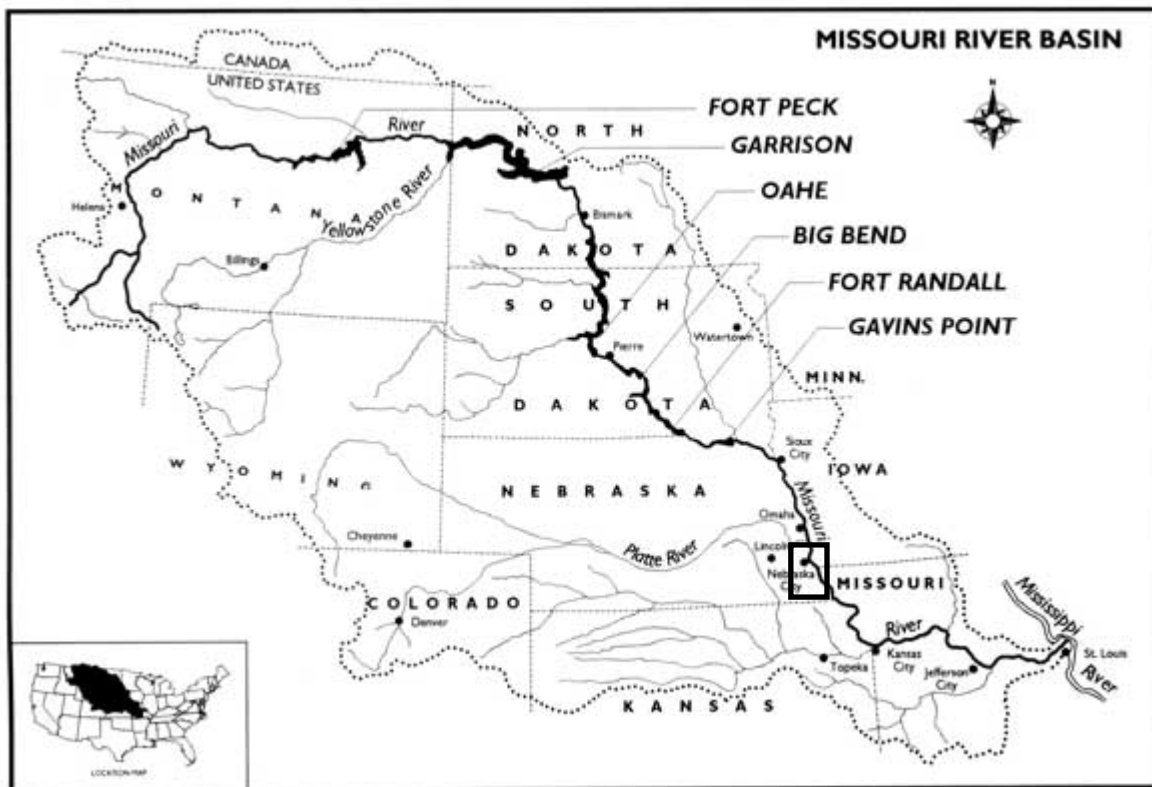 MISSOURI RIVER BASIN
CANADA
UNITED STATES
N
FORT PECK
GARRISON
OAHE
BIG BEND
FORT RANDALL
GAVINS POINT
Missouri
River
NORTH
MONTANA
Helena
Yellowstone River
Billings
Bismark
DAKOTA
SOUTH
Watertown
Pierre
MINN.
DAKOTA
Sioux
City
IOWA
WYOMING
NEBRASKA
Missouri
Omaha
Cheyenne
Platte River
Lincoln
Nebraska
City
MISSOURI
COLORADO
Denver
Mississippi
River
River
Kansas
City
St. Louis
Topeka
Jefferson
City
KANSAS
LOCATION MAP